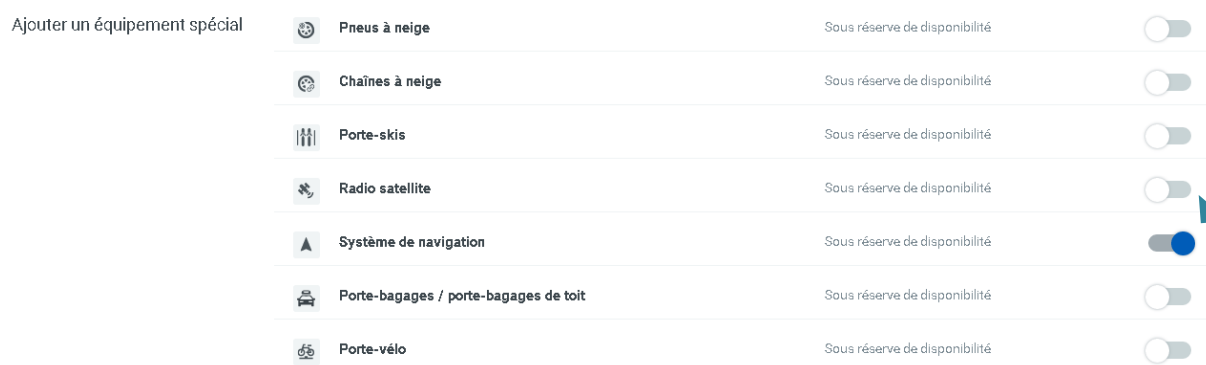 Ajouter un équipement spécial
Pneus à neige Sous réserve de disponibilité
Chaînes à neige Sous réserve de disponibilité
Porte-skis Sous réserve de disponibilité
Radio satellite Sous réserve de disponibilité
Système de navigation Sous réserve de disponibilité
Porte-bagages / porte-bagages de toit Sous réserve de disponibilité
Porte-vélo Sous réserve de disponibilité